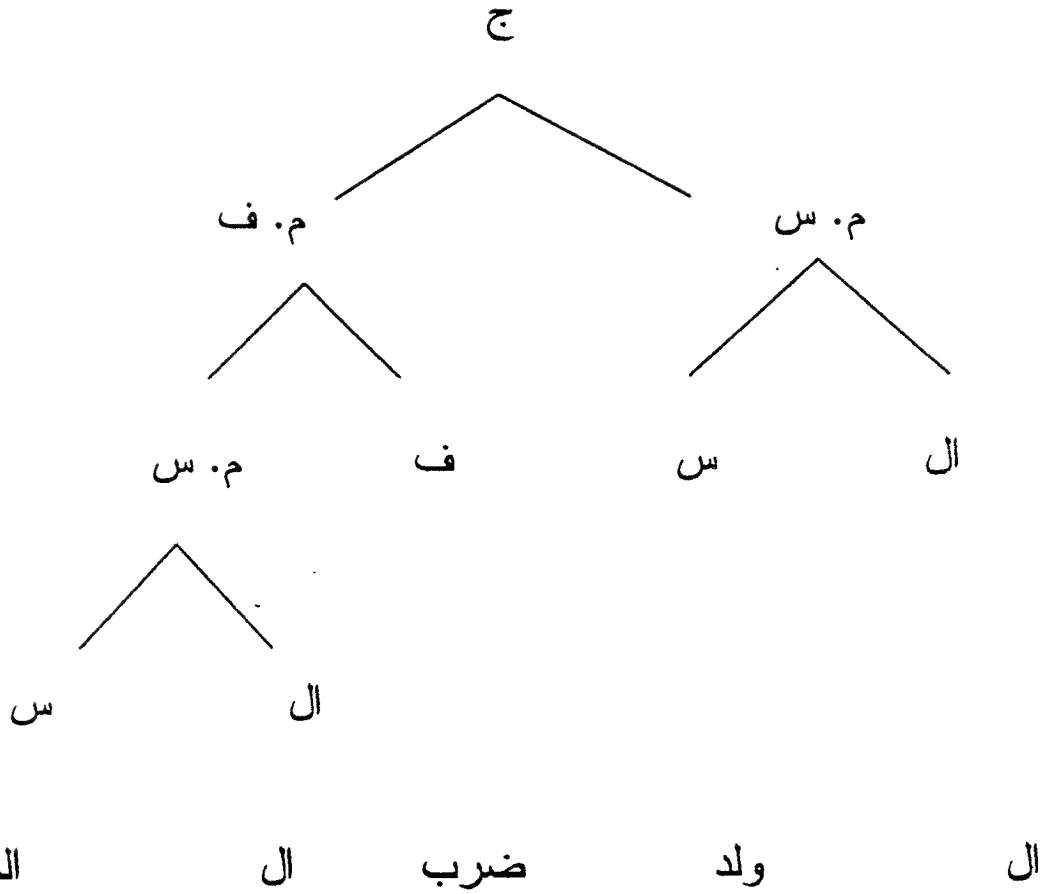 ج
م. س م. ف
ال س ف م. س
ال س
ال ولد ضرب ال